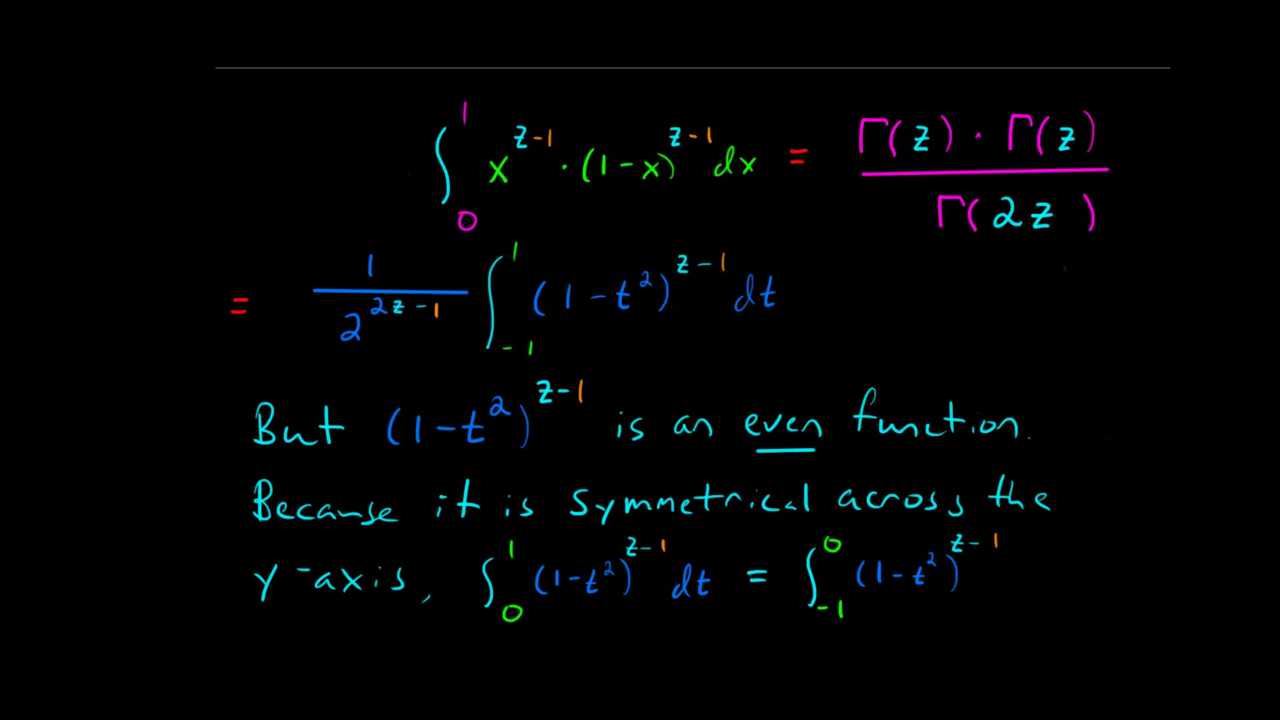 ∫₀¹ x^(z-1) · (1-x)^(z-1) dx = Γ(z) · Γ(z) / Γ(2z)
= 1 / 2^(2z-1) ∫₋₁¹ (1-t²)^(z-1) dt
But (1-t²)^(z-1) is an even function.
Because it is symmetrical across the
y-axis, ∫₀¹ (1-t²)^(z-1) dt = ∫₋₁⁰ (1-t²)^(z-1)